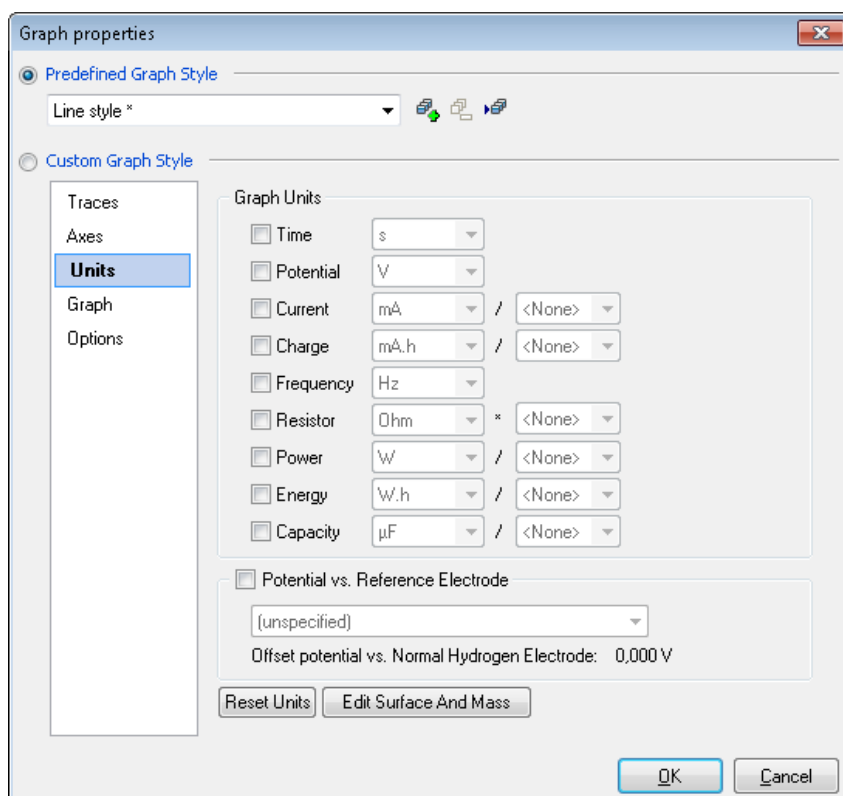 Graph properties
Predefined Graph Style
Line style *
Custom Graph Style
Traces
Axes
Units
Graph
Options
Graph Units
Time s
Potential V
Current mA / <None>
Charge mA.h / <None>
Frequency Hz
Resistor Ohm * <None>
Power W / <None>
Energy W.h / <None>
Capacity µF / <None>
Potential vs. Reference Electrode
(unspecified)
Offset potential vs. Normal Hydrogen Electrode: 0,000 V
Reset Units Edit Surface And Mass
OK Cancel